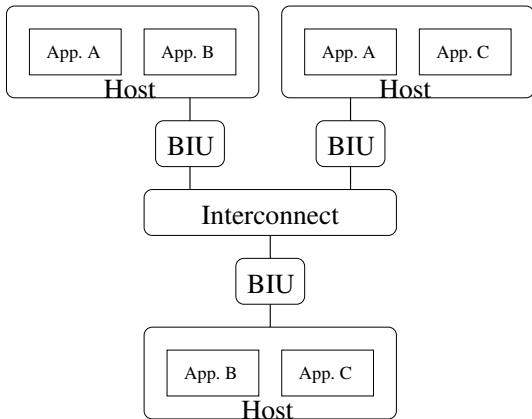 App. A App. B App. A App. C
Host Host
BIU BIU
Interconnect
BIU
App. B App. C
Host